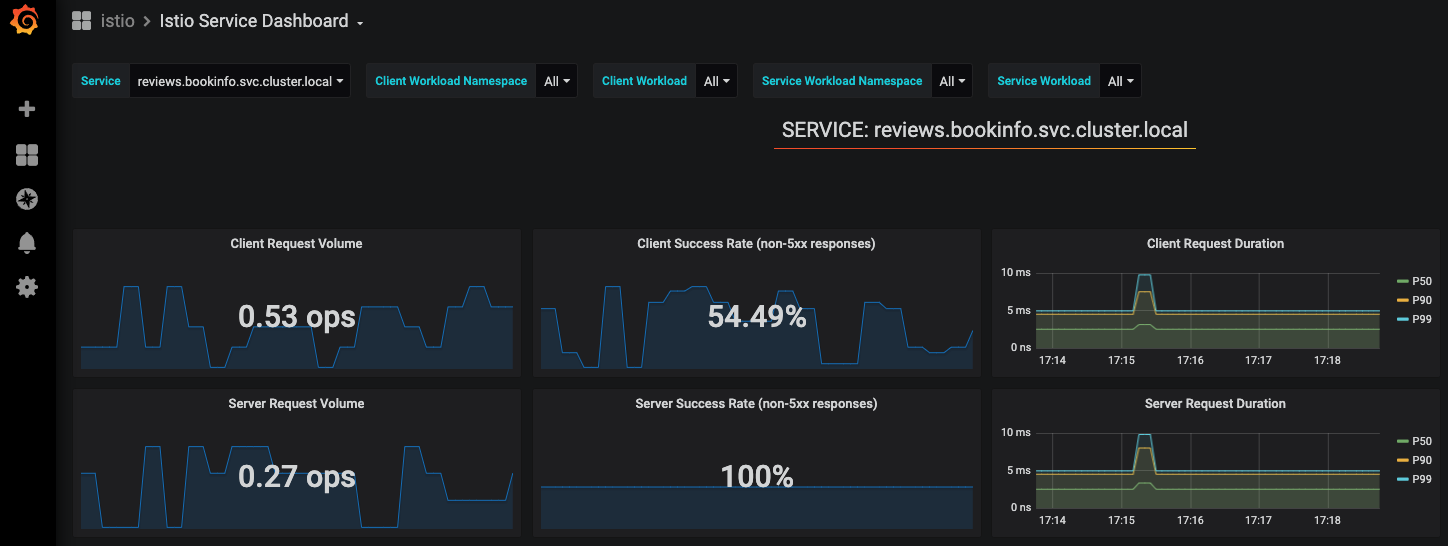 istio > Istio Service Dashboard
Service reviews.bookinfo.svc.cluster.local Client Workload Namespace All Client Workload All Service Workload Namespace All Service Workload All
SERVICE: reviews.bookinfo.svc.cluster.local
Client Request Volume
0.53 ops
Client Success Rate (non-5xx responses)
54.49%
Client Request Duration
10 ms
5 ms
0 ns
17:14 17:15 17:16 17:17 17:18
P50
P90
P99
Server Request Volume
0.27 ops
Server Success Rate (non-5xx responses)
100%
Server Request Duration
10 ms
5 ms
0 ns
17:14 17:15 17:16 17:17 17:18
P50
P90
P99